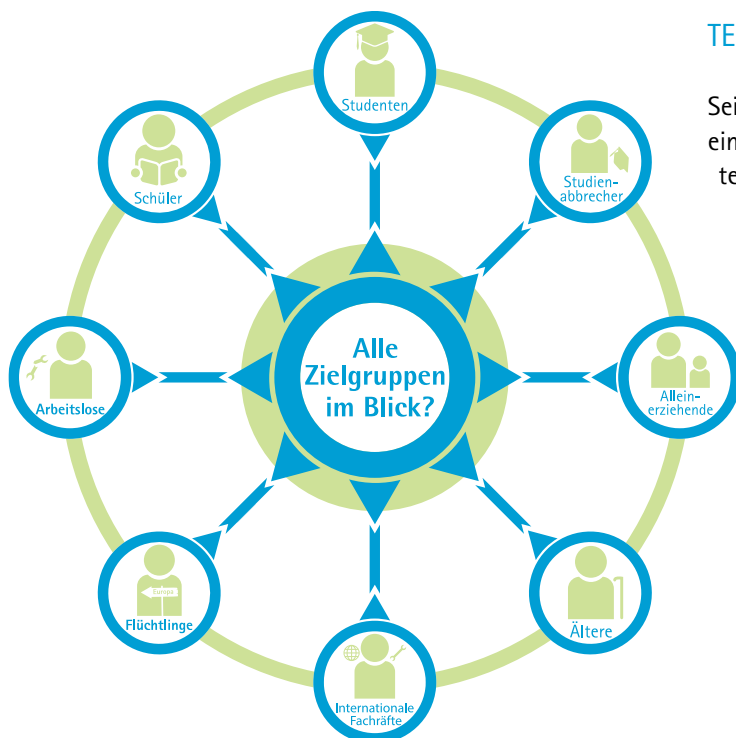 TE
Sei
ein
te
Studenten
Schüler
Studien-
abbrecher
Alle
Zielgruppen
im Blick?
Arbeitslose
Allein-
erziehende
Europa
Flüchtlinge
Ältere
Internationale
Fachräfte